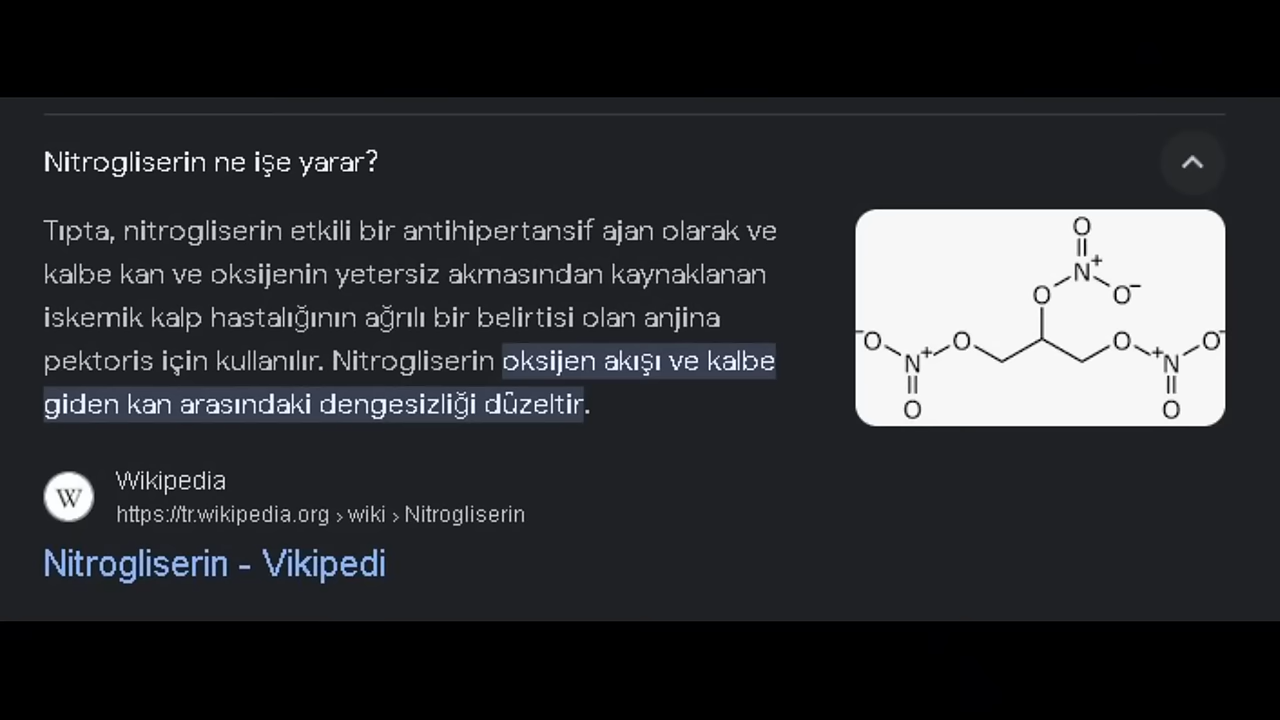 Nitrogliserin ne işe yarar?
Tıpta, nitrogliserin etkili bir antihipertansif ajan olarak ve
kalbe kan ve oksijenin yetersiz akmasından kaynaklanan
iskemik kalp hastalığının ağrılı bir belirtisi olan anjina
pektoris için kullanılır. Nitrogliserin oksijen akışı ve kalbe
giden kan arasındaki dengesizliği düzeltir.
O
N+
O O−
−O O O O−
N+ +N
O O
W
Wikipedia
https://tr.wikipedia.org › wiki › Nitrogliserin
Nitrogliserin - Vikipedi